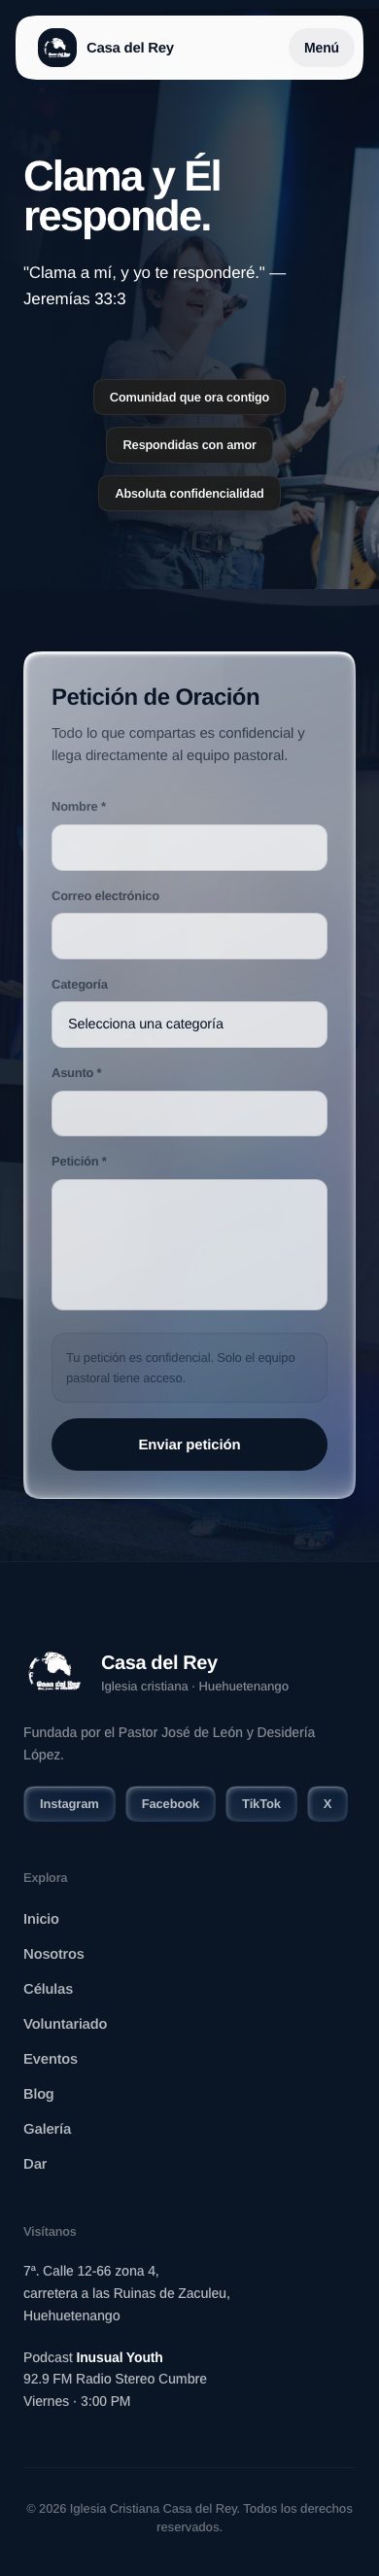 Casa del Rey
Menú
Clama y Él
responde.
"Clama a mí, y yo te responderé." —
Jeremías 33:3
Comunidad que ora contigo
Respondidas con amor
Absoluta confidencialidad
Petición de Oración
Todo lo que compartas es confidencial y
llega directamente al equipo pastoral.
Nombre *
Correo electrónico
Categoría
Selecciona una categoría
Asunto *
Petición *
Tu petición es confidencial. Solo el equipo
pastoral tiene acceso.
Enviar petición
Casa del Rey
Casa del Rey
Iglesia cristiana · Huehuetenango
Fundada por el Pastor José de León y Desidería
López.
Instagram
Facebook
TikTok
X
Explora
Inicio
Nosotros
Células
Voluntariado
Eventos
Blog
Galería
Dar
Visítanos
7ª. Calle 12-66 zona 4,
carretera a las Ruinas de Zaculeu,
Huehuetenango
Podcast Inusual Youth
92.9 FM Radio Stereo Cumbre
Viernes · 3:00 PM
© 2026 Iglesia Cristiana Casa del Rey. Todos los derechos
reservados.